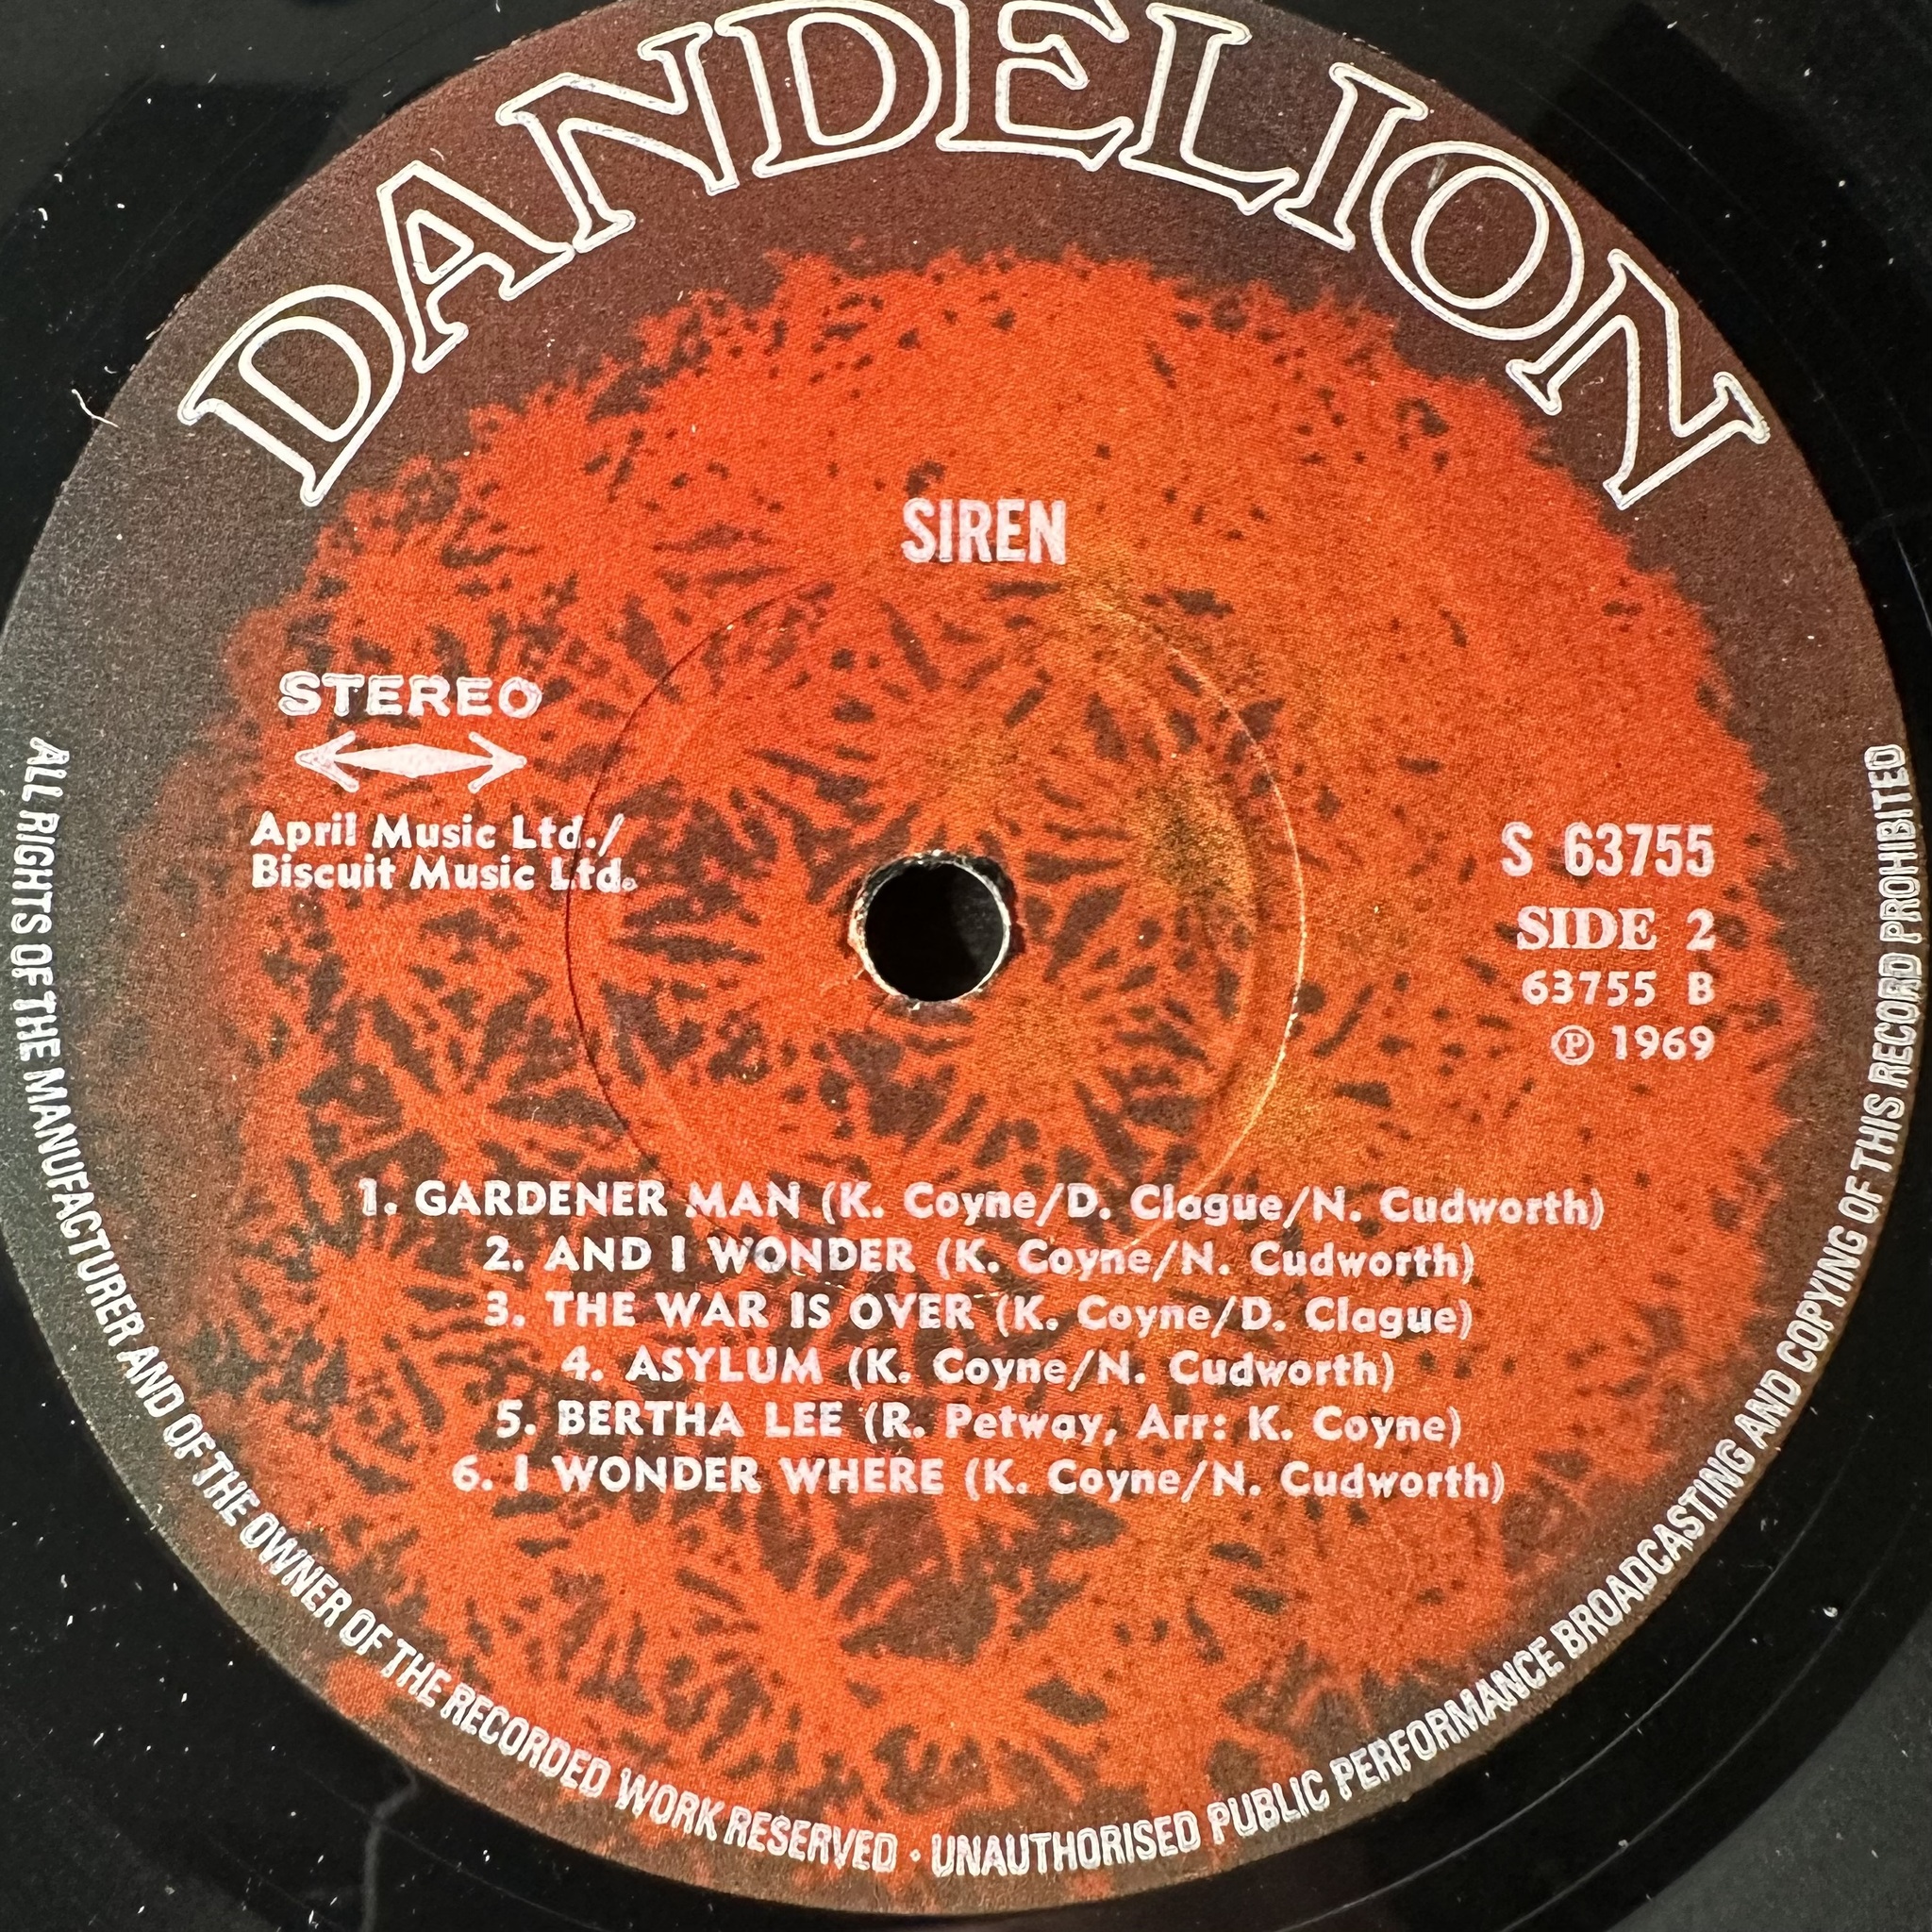 DANDELION
SIREN
STEREO
April Music Ltd./
Biscuit Music Ltd.
S 63755
SIDE 2
63755 B
Ⓟ 1969
1. GARDENER MAN (K. Coyne/D. Clague/N. Cudworth)
2. AND I WONDER (K. Coyne/N. Cudworth)
3. THE WAR IS OVER (K. Coyne/D. Clague)
4. ASYLUM (K. Coyne/N. Cudworth)
5. BERTHA LEE (R. Petway, Arr: K. Coyne)
6. I WONDER WHERE (K. Coyne/N. Cudworth)
ALL RIGHTS OF THE MANUFACTURER AND OF THE OWNER OF THE RECORDED WORK RESERVED · UNAUTHORISED PUBLIC PERFORMANCE BROADCASTING AND COPYING OF THIS RECORD PROHIBITED